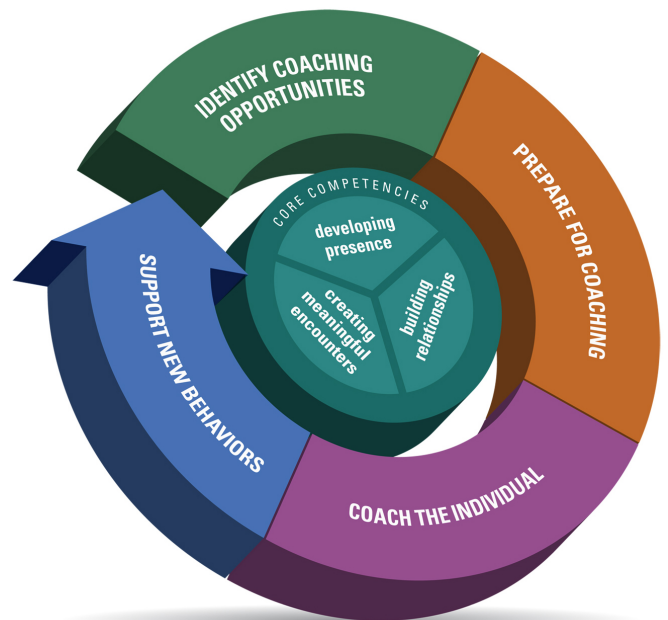 IDENTIFY COACHING
OPPORTUNITIES
PREPARE FOR COACHING
COACH THE INDIVIDUAL
SUPPORT NEW BEHAVIORS
CORE COMPETENCIES
developing
presence
building
relationships
creating
meaningful
encounters